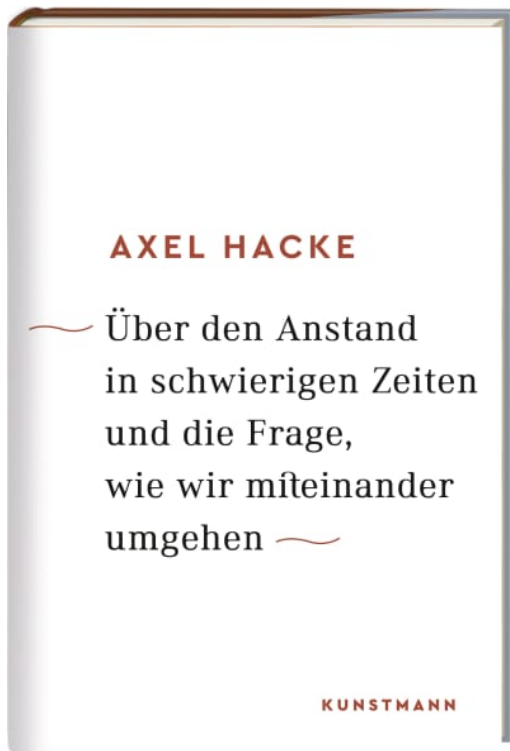 AXEL HACKE
Über den Anstand
in schwierigen Zeiten
und die Frage,
wie wir miteinander
umgehen
KUNSTMANN